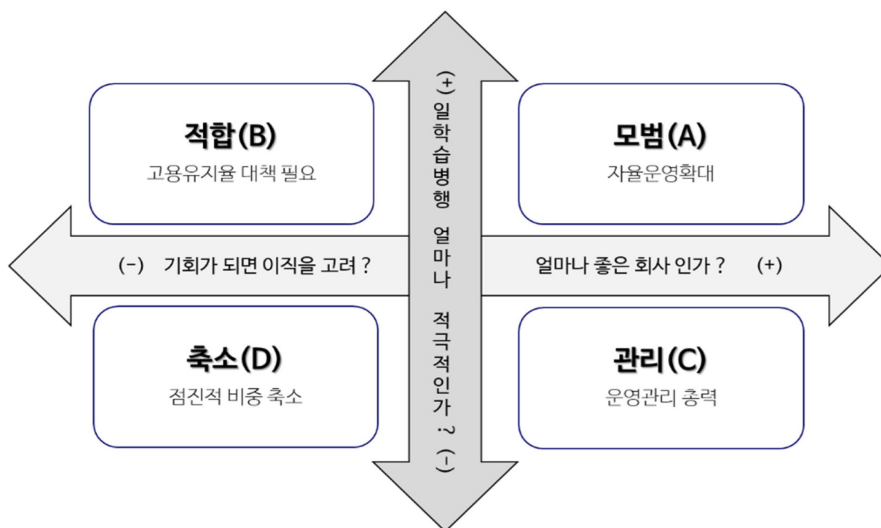 적합(B)
고용유지율 대책 필요
모범(A)
자율운영확대
(+) 일학습병행 얼마나 적극적인가? (-)
(-) 기회가 되면 이직을 고려 ?
얼마나 좋은 회사 인가 ? (+)
축소(D)
점진적 비중 축소
관리(C)
운영관리 총력